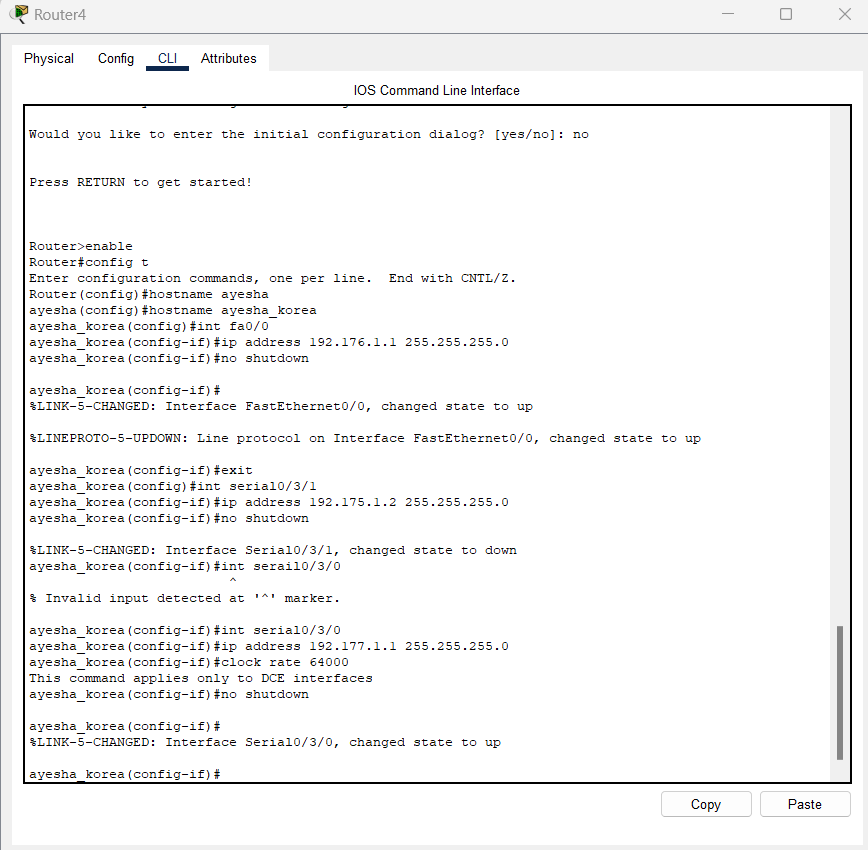 Router4
Physical Config CLI Attributes
IOS Command Line Interface
Would you like to enter the initial configuration dialog? [yes/no]: no
Press RETURN to get started!
Router>enable
Router#config t
Enter configuration commands, one per line.  End with CNTL/Z.
Router(config)#hostname ayesha
ayesha(config)#hostname ayesha_korea
ayesha_korea(config)#int fa0/0
ayesha_korea(config-if)#ip address 192.176.1.1 255.255.255.0
ayesha_korea(config-if)#no shutdown
ayesha_korea(config-if)#
%LINK-5-CHANGED: Interface FastEthernet0/0, changed state to up
%LINEPROTO-5-UPDOWN: Line protocol on Interface FastEthernet0/0, changed state to up
ayesha_korea(config-if)#exit
ayesha_korea(config)#int serial0/3/1
ayesha_korea(config-if)#ip address 192.175.1.2 255.255.255.0
ayesha_korea(config-if)#no shutdown
%LINK-5-CHANGED: Interface Serial0/3/1, changed state to down
ayesha_korea(config-if)#int serail0/3/0
^
% Invalid input detected at '^' marker.
ayesha_korea(config-if)#int serial0/3/0
ayesha_korea(config-if)#ip address 192.177.1.1 255.255.255.0
ayesha_korea(config-if)#clock rate 64000
This command applies only to DCE interfaces
ayesha_korea(config-if)#no shutdown
ayesha_korea(config-if)#
%LINK-5-CHANGED: Interface Serial0/3/0, changed state to up
ayesha_korea(config-if)#
Copy Paste